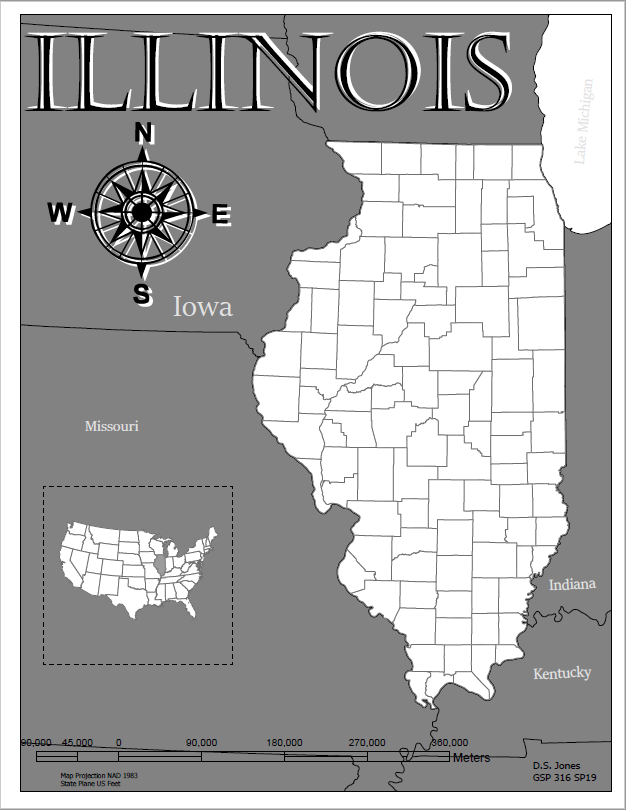 ILLINOIS
Lake Michigan
N
W E
S
Iowa
Missouri
Indiana
Kentucky
90,000 45,000 0 90,000 180,000 270,000 360,000
Meters
Map Projection NAD 1983
State Plane US Feet
D.S. Jones
GSP 316 SP19